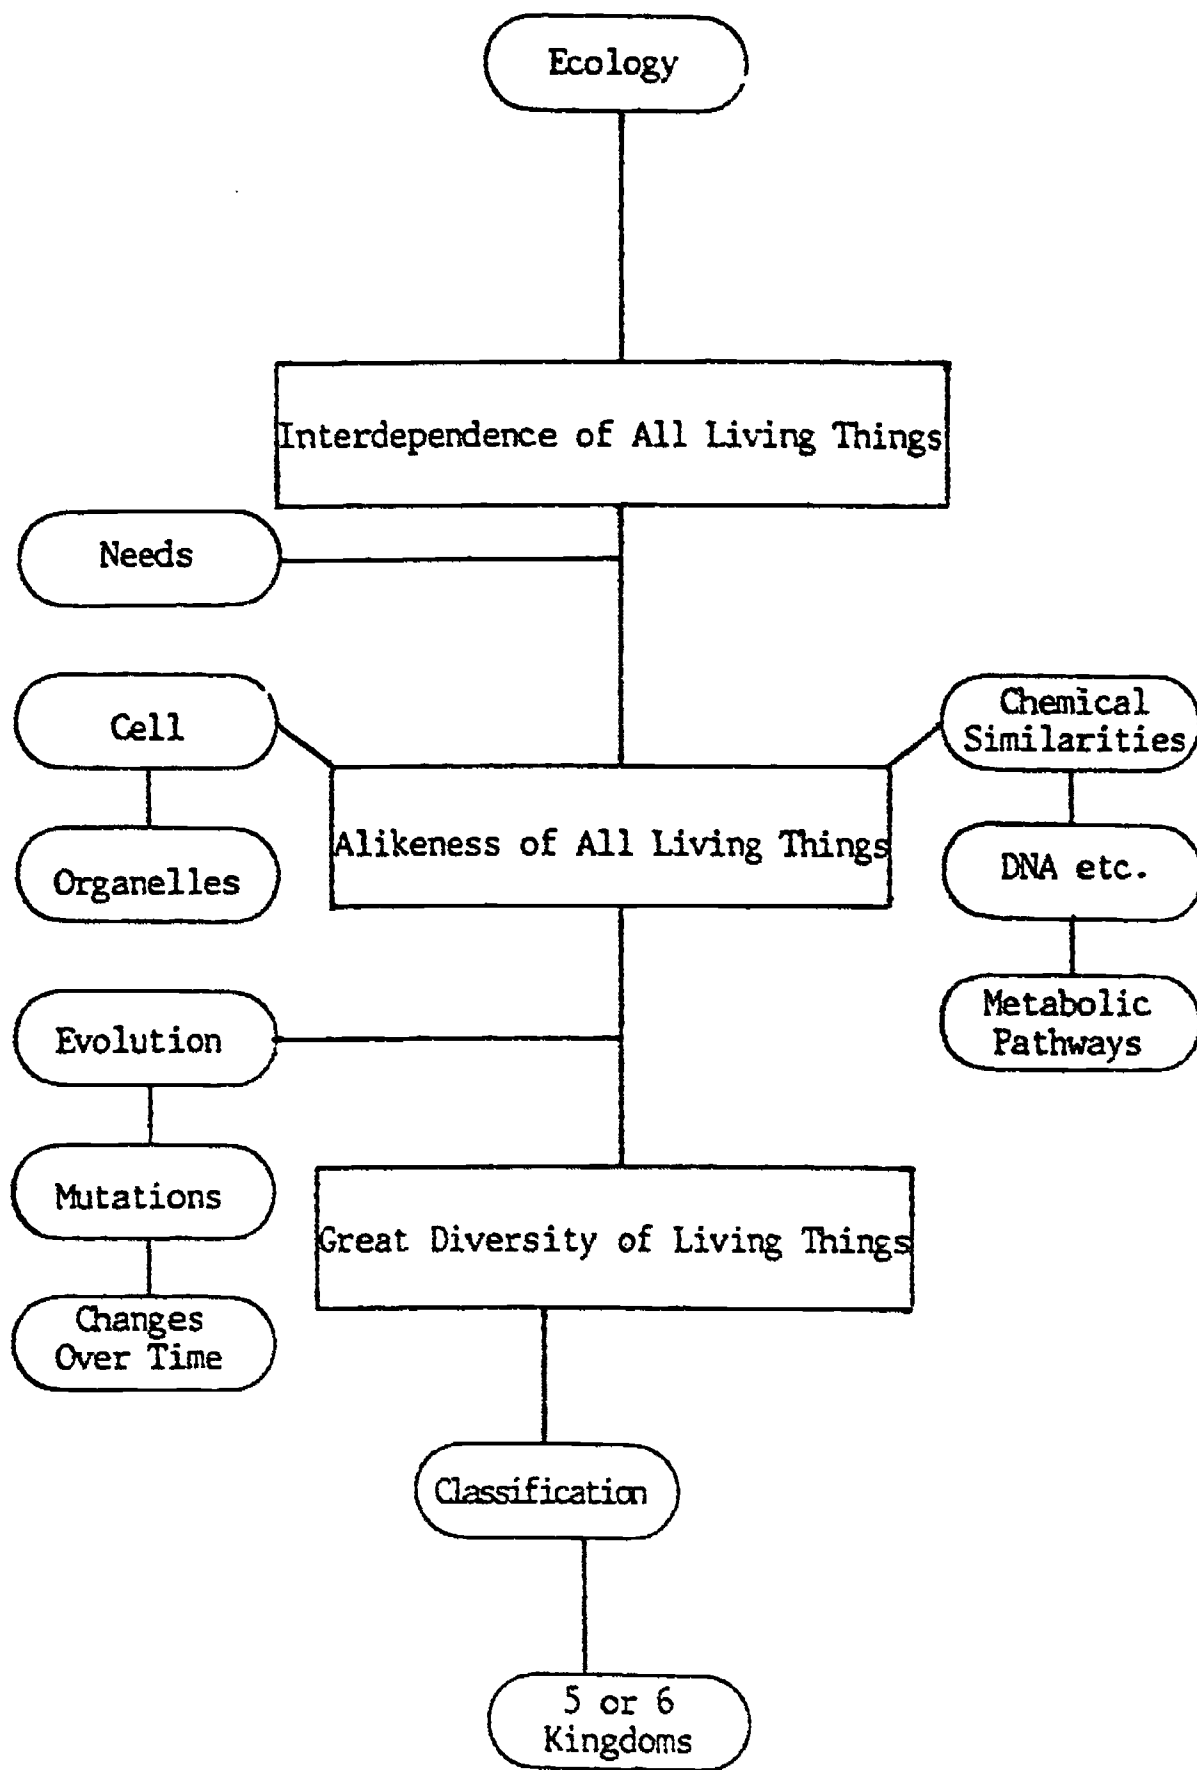 Ecology
Interdependence of All Living Things
Needs
Cell
Chemical
Similarities
Alikeness of All Living Things
Organelles
DNA etc.
Evolution
Metabolic
Pathways
Mutations
Great Diversity of Living Things
Changes
Over Time
Classification
5 or 6
Kingdoms